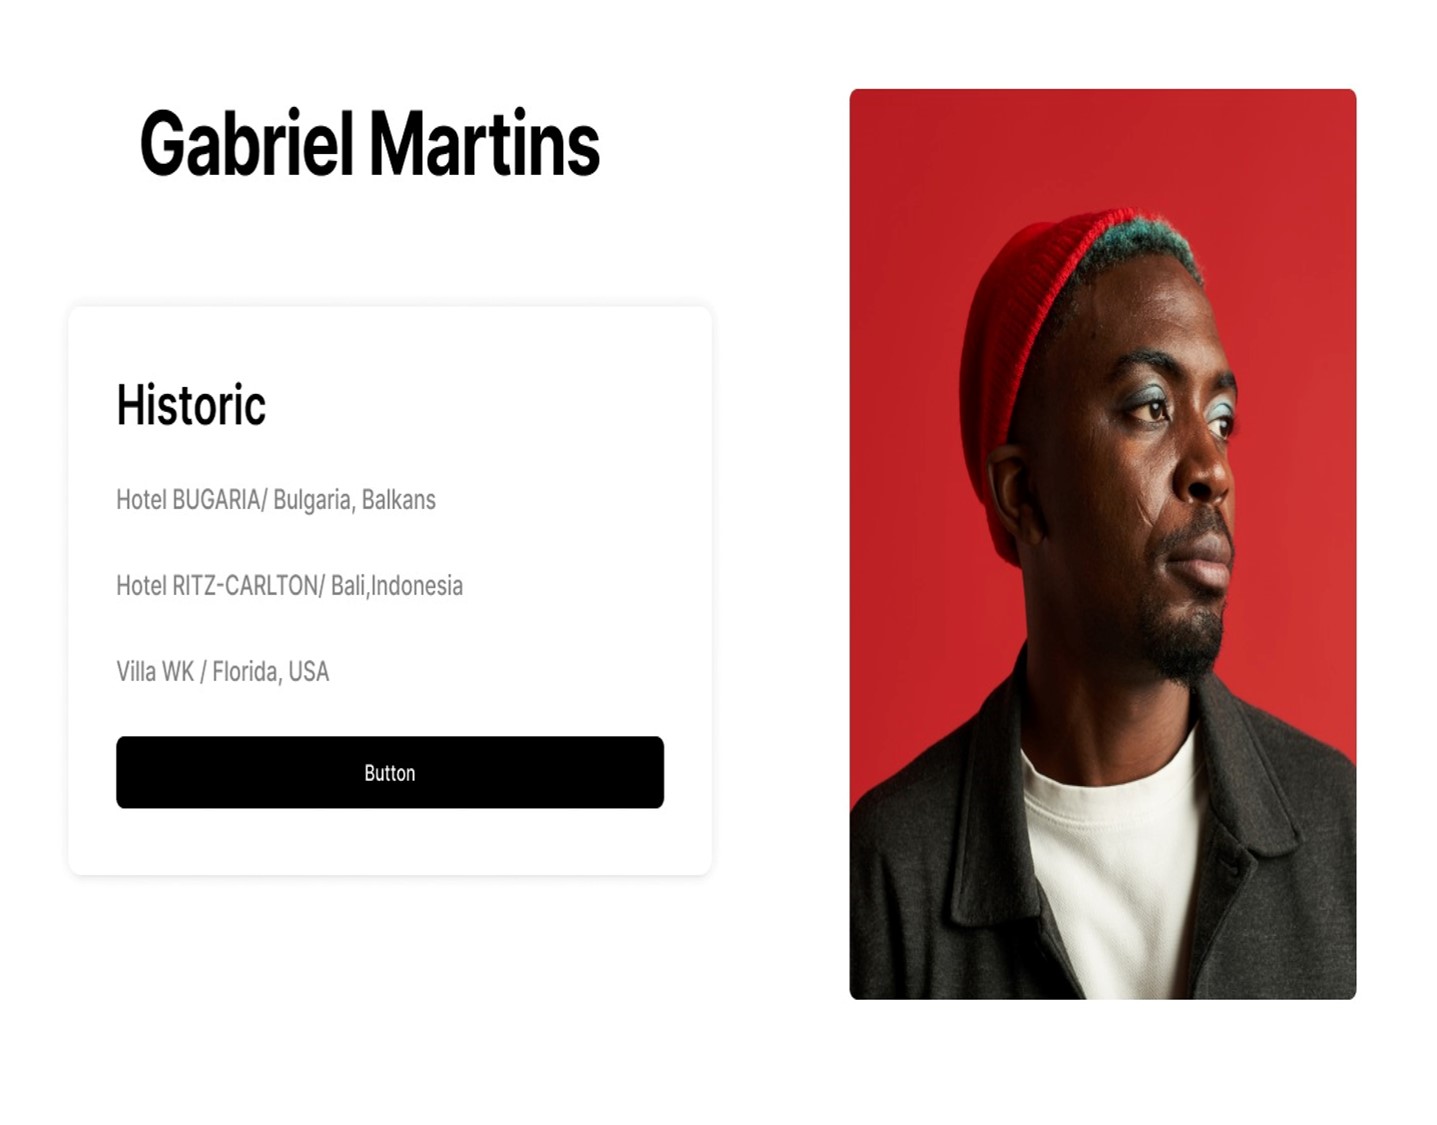 Gabriel Martins
Historic
Hotel BUGARIA/ Bulgaria, Balkans
Hotel RITZ-CARLTON/ Bali,Indonesia
Villa WK / Florida, USA
Button